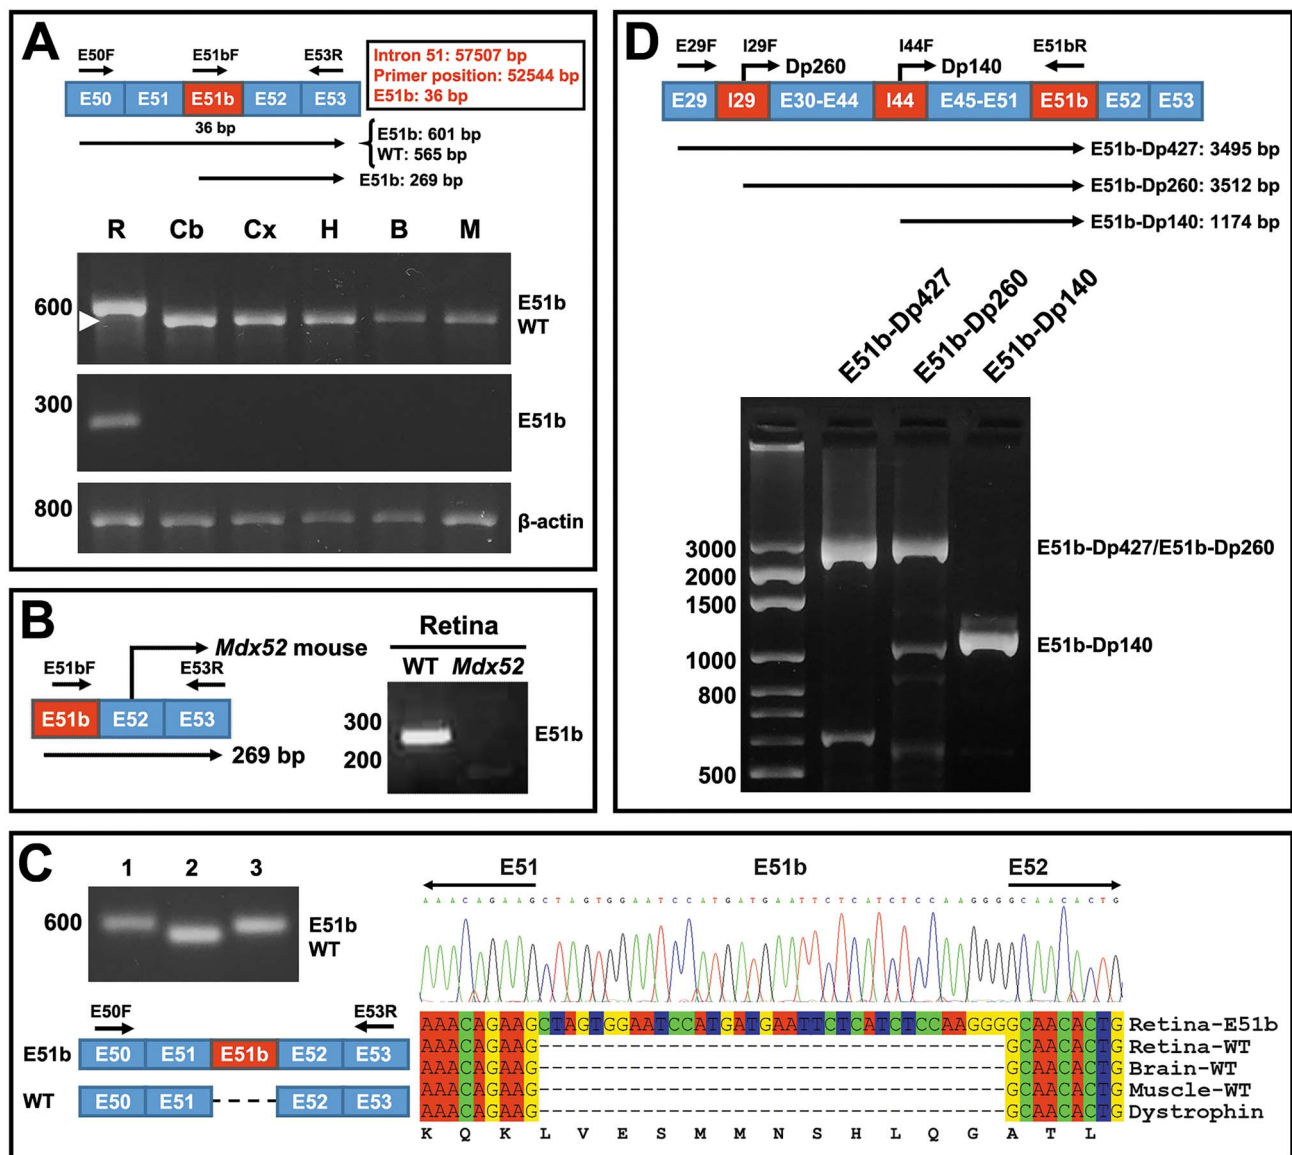 A
E50F E51bF E53R
E50 E51 E51b E52 E53
Intron 51: 57507 bp
Primer position: 52544 bp
E51b: 36 bp
36 bp
E51b: 601 bp
WT: 565 bp
E51b: 269 bp
R Cb Cx H B M
600
E51b
WT
300
E51b
800
β-actin
B
Mdx52 mouse
E51bF E53R
E51b E52 E53
269 bp
Retina
WT Mdx52
300
200
E51b
C
1 2 3
600
E51b
WT
E50F E53R
E51b E50 E51 E51b E52 E53
WT E50 E51 E52 E53
E51 E51b E52
AAACAGAAGCTAGTGGAATCCATGATGAATTCTCATCTCCAAGGGGCAACACTG
AAACAGAAGCTAGTGGAATCCATGATGAATTCTCATCTCCAAGGGGCAACACTG Retina-E51b
AAACAGAAG------------------------------------GCAACACTG Retina-WT
AAACAGAAG------------------------------------GCAACACTG Brain-WT
AAACAGAAG------------------------------------GCAACACTG Muscle-WT
AAACAGAAG------------------------------------GCAACACTG Dystrophin
K Q K L V E S M M N S H L Q G A T L
D
E29F I29F I44F E51bR
Dp260 Dp140
E29 I29 E30-E44 I44 E45-E51 E51b E52 E53
E51b-Dp427: 3495 bp
E51b-Dp260: 3512 bp
E51b-Dp140: 1174 bp
E51b-Dp427
E51b-Dp260
E51b-Dp140
3000
2000
1500
1000
800
500
E51b-Dp427/E51b-Dp260
E51b-Dp140